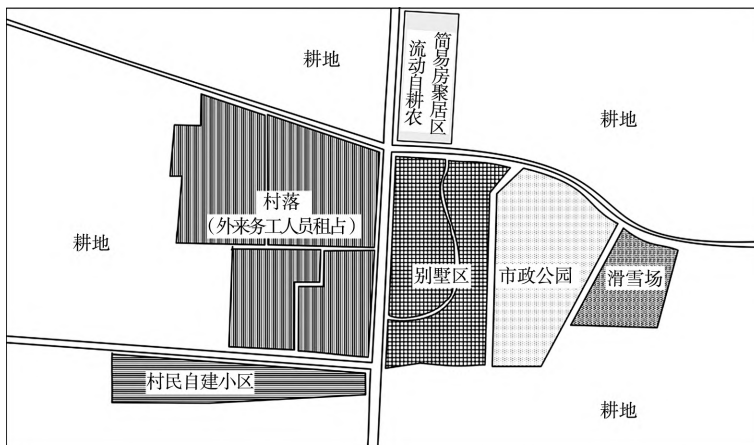 耕地
流动自耕农
简易房聚居区
耕地
村落
（外来务工人员租占）
耕地
别墅区
市政公园
滑雪场
村民自建小区
耕地